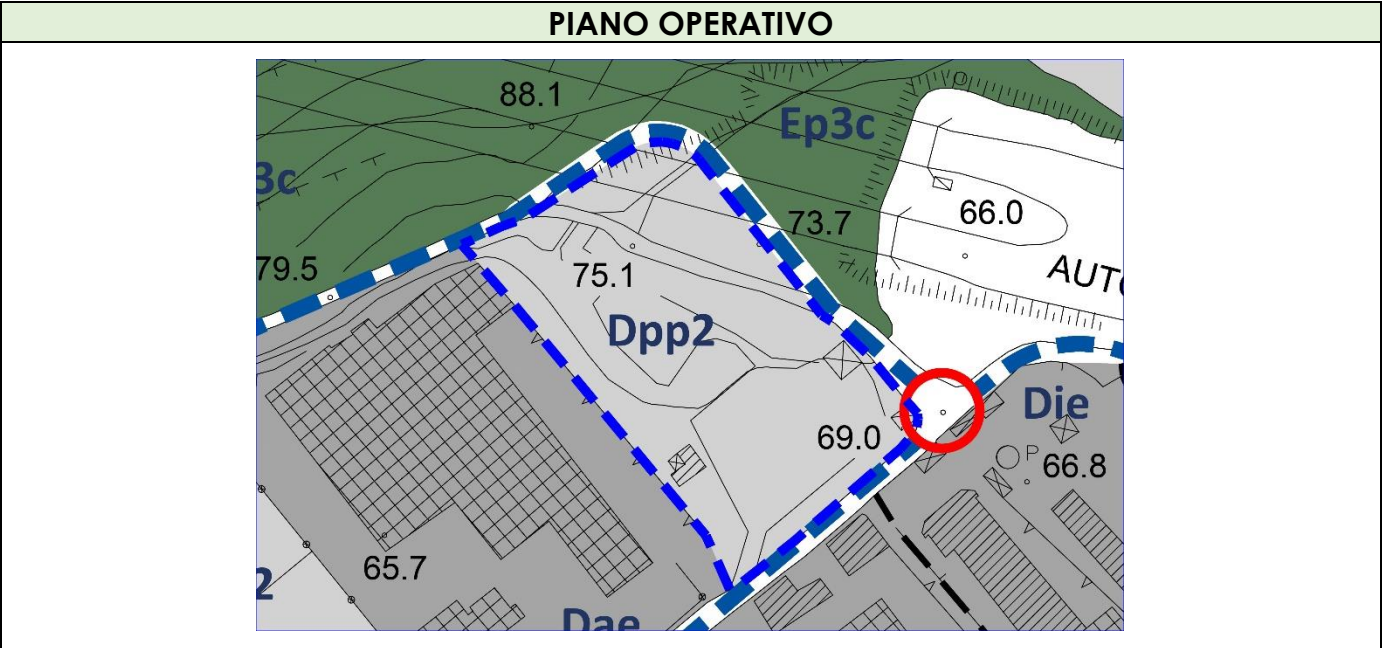 PIANO OPERATIVO
88.1
Ep3c
3c
73.7
66.0
79.5
75.1
AUTO
Dpp2
Die
69.0
P
66.8
65.7
2
Dae